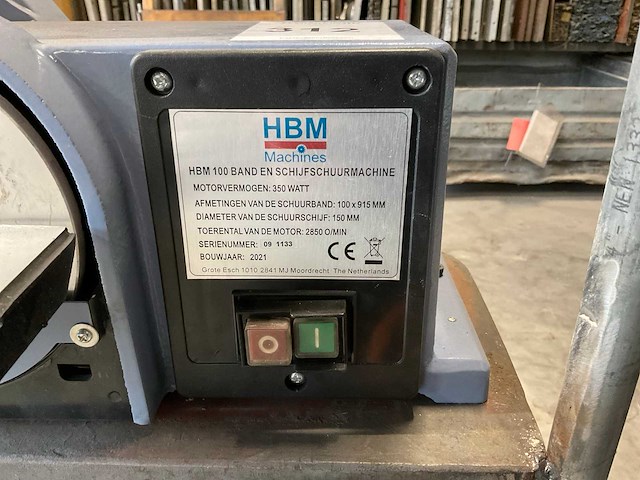 312
HBM
Machines
HBM 100 BAND EN SCHIJFSCHUURMACHINE
MOTORVERMOGEN: 350 WATT
AFMETINGEN VAN DE SCHUURBAND: 100 x 915 MM
DIAMETER VAN DE SCHUURSCHIJF: 150 MM
TOERENTAL VAN DE MOTOR: 2850 O/MIN
SERIENUMMER: 09 1133
BOUWJAAR: 2021
CE
Grote Esch 1010 2841 MJ Moordrecht The Netherlands
O I